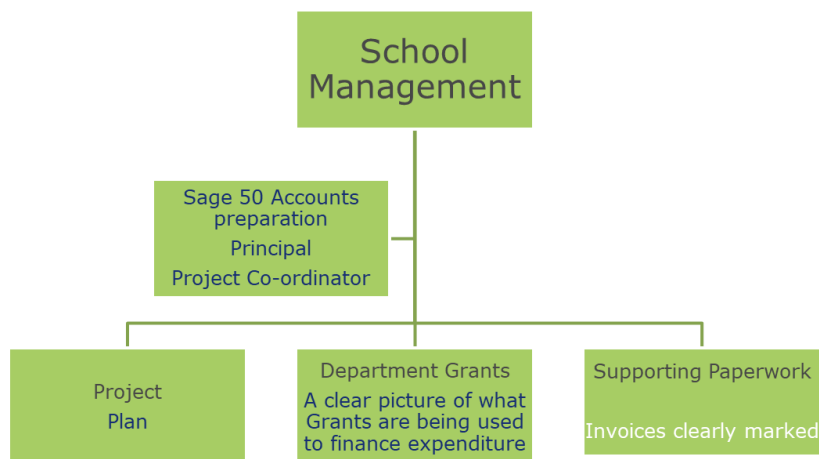 School
Management
Sage 50 Accounts
preparation
Principal
Project Co-ordinator
Project
Plan
Department Grants
A clear picture of what
Grants are being used
to finance expenditure
Supporting Paperwork
Invoices clearly marked